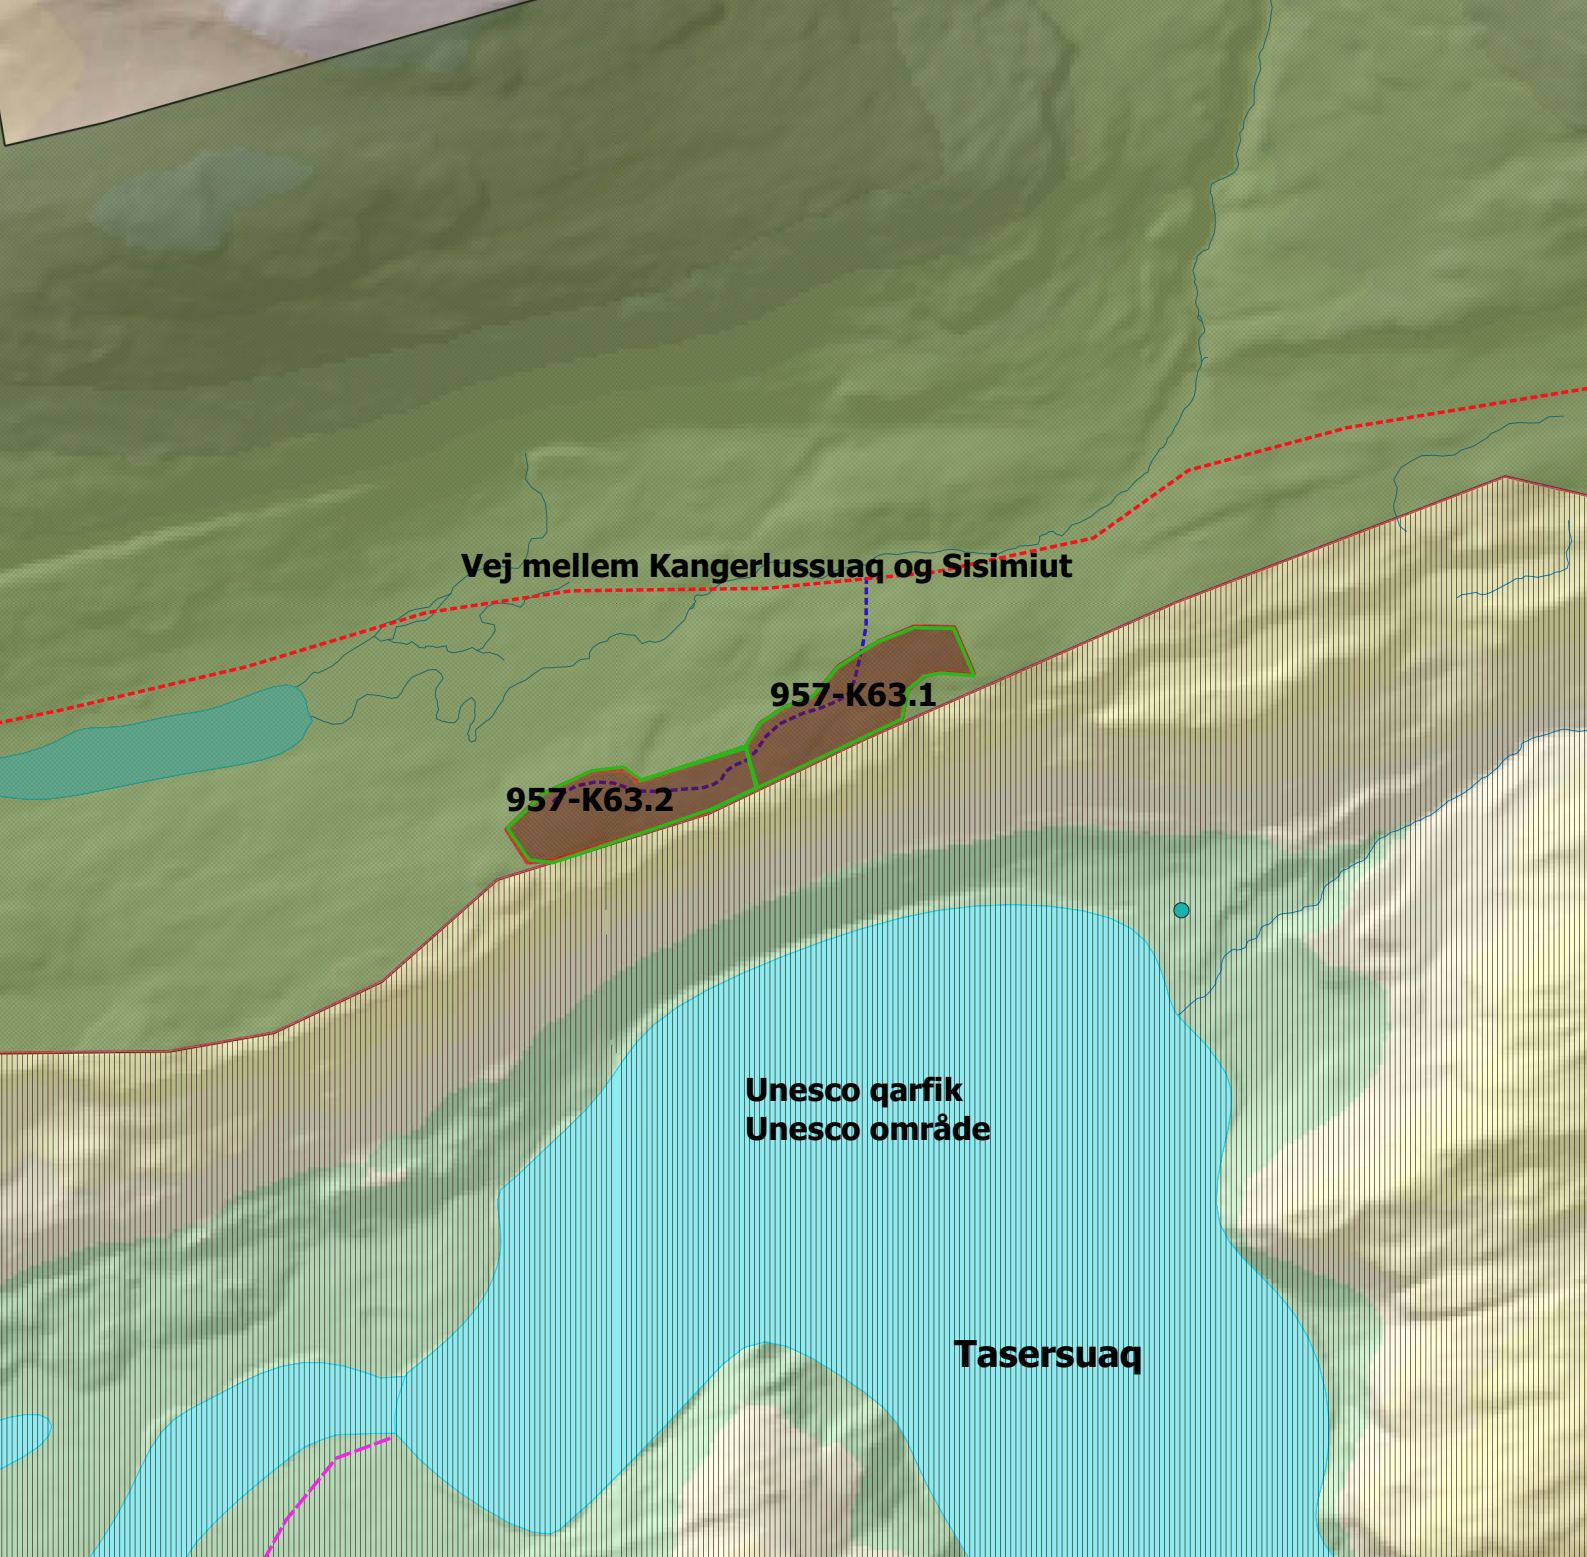 Vej mellem Kangerlussuaq og Sisimiut
957-K63.1
957-K63.2
Unesco qarfik
Unesco område
Tasersuaq